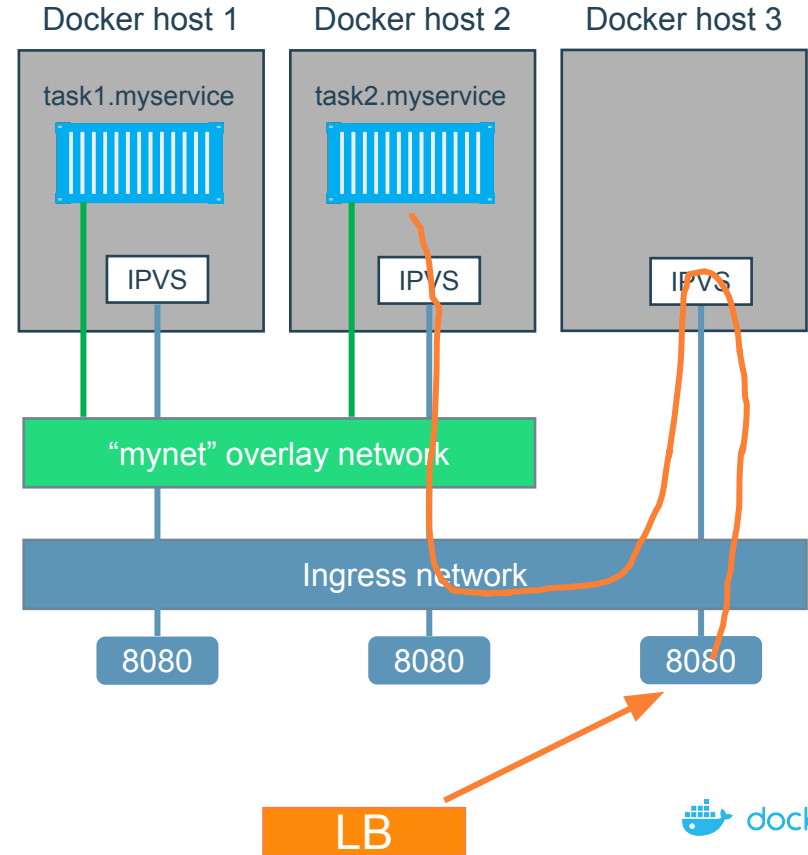 Docker host 1
Docker host 2
Docker host 3
task1.myservice
task2.myservice
IPVS
IPVS
IPVS
“mynet” overlay network
Ingress network
8080
8080
8080
LB
dock